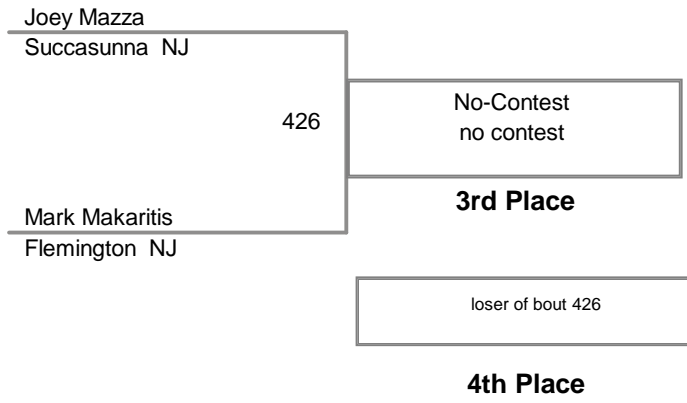 Joey Mazza
Succasunna NJ
426
No-Contest
no contest
3rd Place
Mark Makaritis
Flemington NJ
loser of bout 426
4th Place